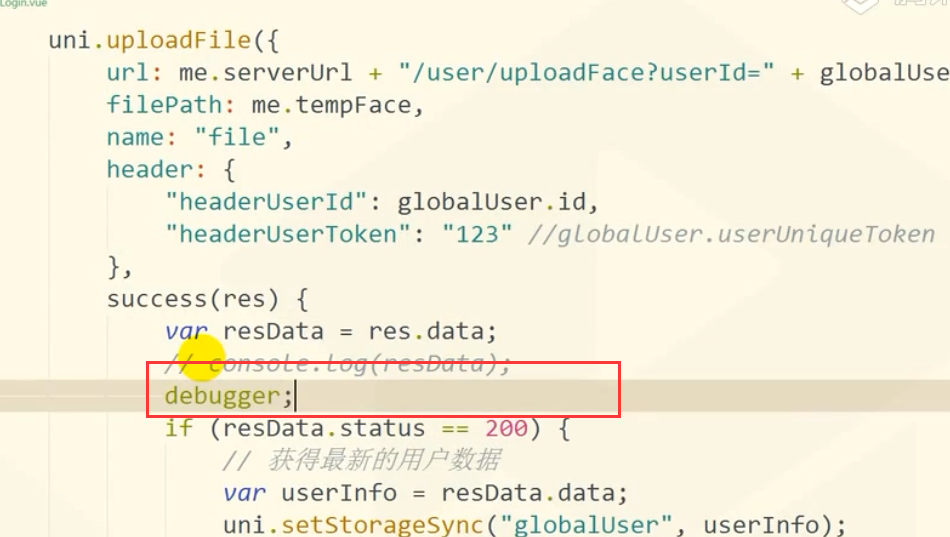 Login.vue
uni.uploadFile({
url: me.serverUrl + "/user/uploadFace?userId=" + globalUse
filePath: me.tempFace,
name: "file",
header: {
"headerUserId": globalUser.id,
"headerUserToken": "123" //globalUser.userUniqueToken
},
success(res) {
var resData = res.data;
// console.log(resData);
debugger;
if (resData.status == 200) {
// 获得最新的用户数据
var userInfo = resData.data;
uni.setStorageSync("globalUser", userInfo);